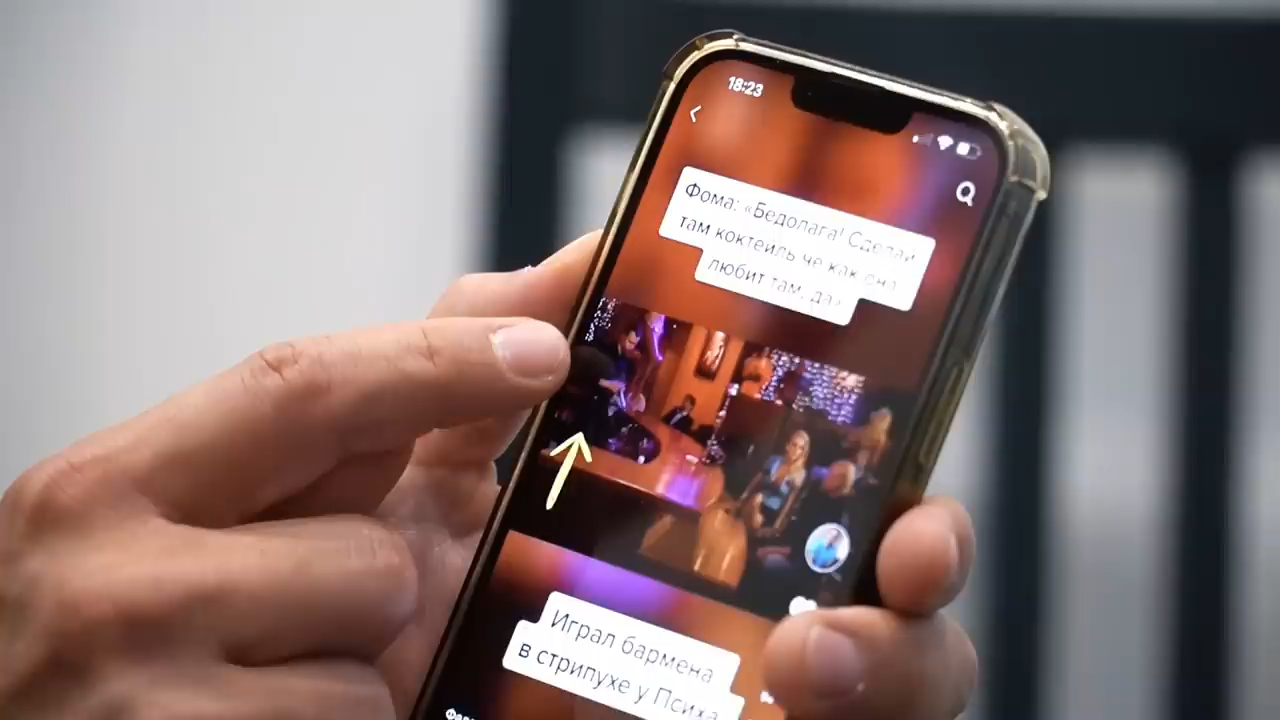 18:23
Фома: «Бедолага! Сделай
там коктейль че как она
любит там, да»
Играл бармена
в стрипухе у Психа